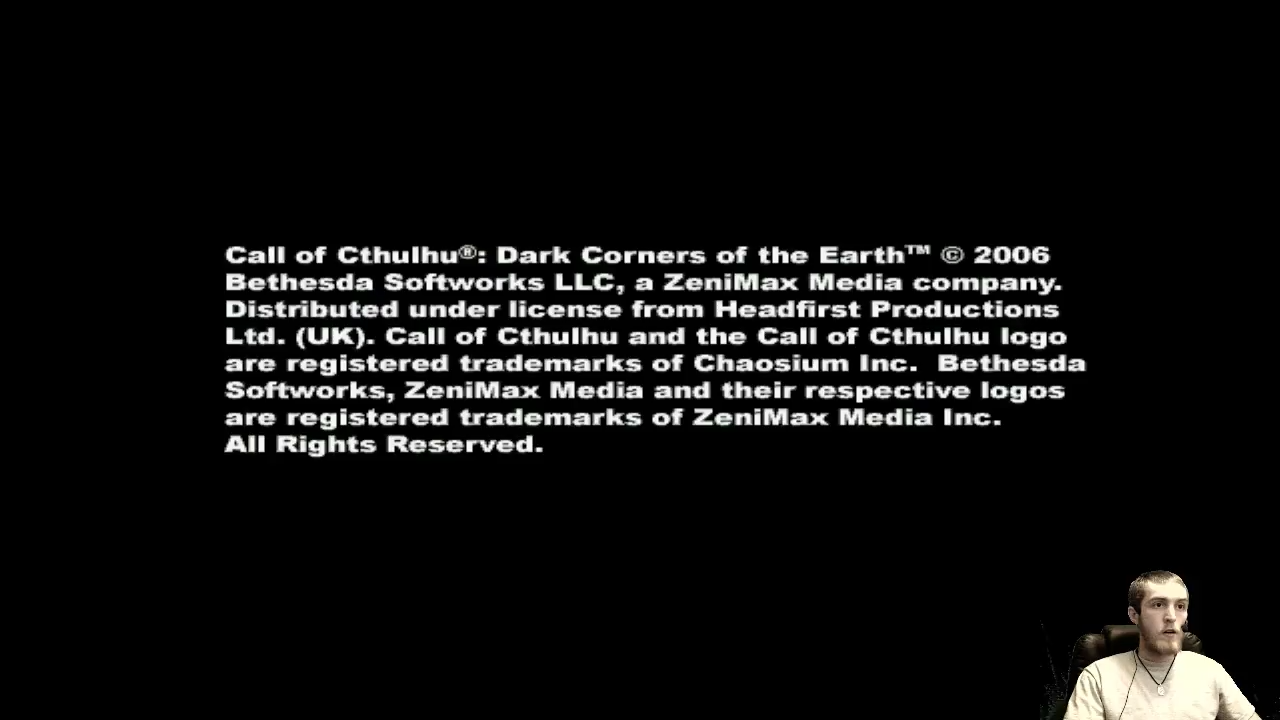 Call of Cthulhu®: Dark Corners of the Earth™ © 2006
Bethesda Softworks LLC, a ZeniMax Media company.
Distributed under license from Headfirst Productions
Ltd. (UK). Call of Cthulhu and the Call of Cthulhu logo
are registered trademarks of Chaosium Inc.  Bethesda
Softworks, ZeniMax Media and their respective logos
are registered trademarks of ZeniMax Media Inc.
All Rights Reserved.